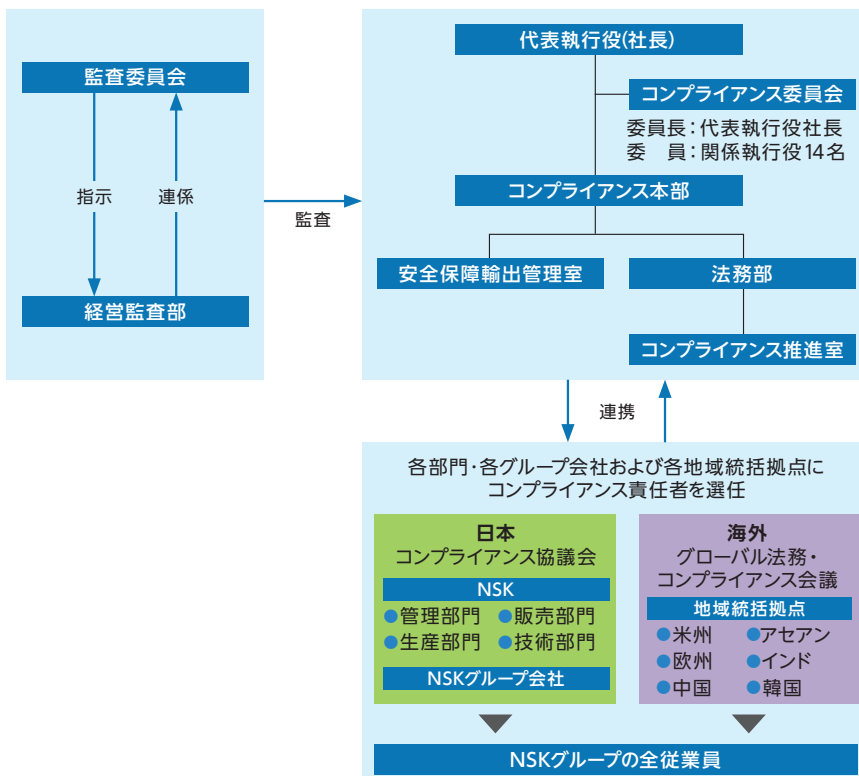 監査委員会
指示
連係
経営監査部
監査
代表執行役(社長)
コンプライアンス委員会
委員長：代表執行役社長
委　員：関係執行役14名
コンプライアンス本部
安全保障輸出管理室
法務部
コンプライアンス推進室
連携
各部門・各グループ会社および各地域統括拠点に
コンプライアンス責任者を選任
日本
コンプライアンス協議会
NSK
●管理部門 ●販売部門
●生産部門 ●技術部門
NSKグループ会社
海外
グローバル法務・
コンプライアンス会議
地域統括拠点
●米州 ●アセアン
●欧州 ●インド
●中国 ●韓国
NSKグループの全従業員